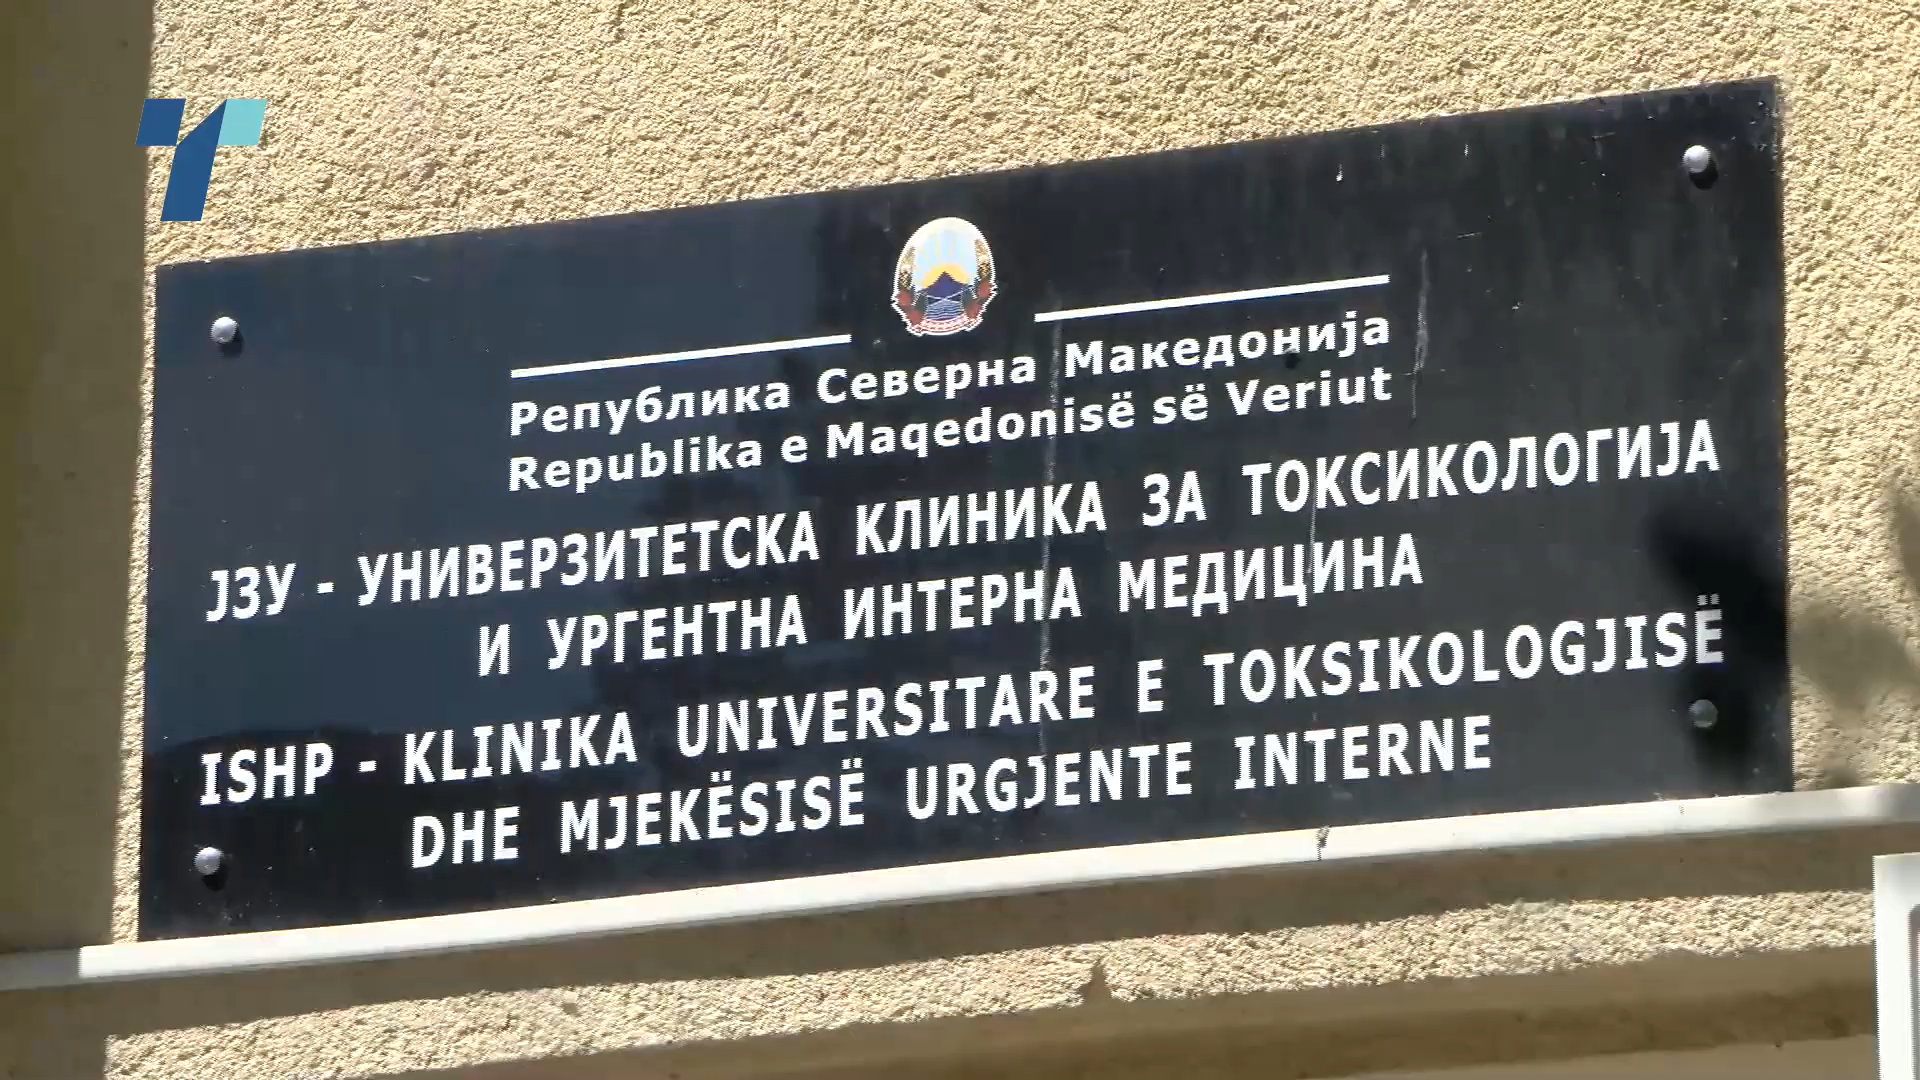 Република Северна Македонија
Republika e Maqedonisë së Veriut
ЈЗУ - УНИВЕРЗИТЕТСКА КЛИНИКА ЗА ТОКСИКОЛОГИЈА
И УРГЕНТНА ИНТЕРНА МЕДИЦИНА
ISHP - KLINIKA UNIVERSITARE E TOKSIKOLOGJISË
DHE MJEKËSISË URGJENTE INTERNE